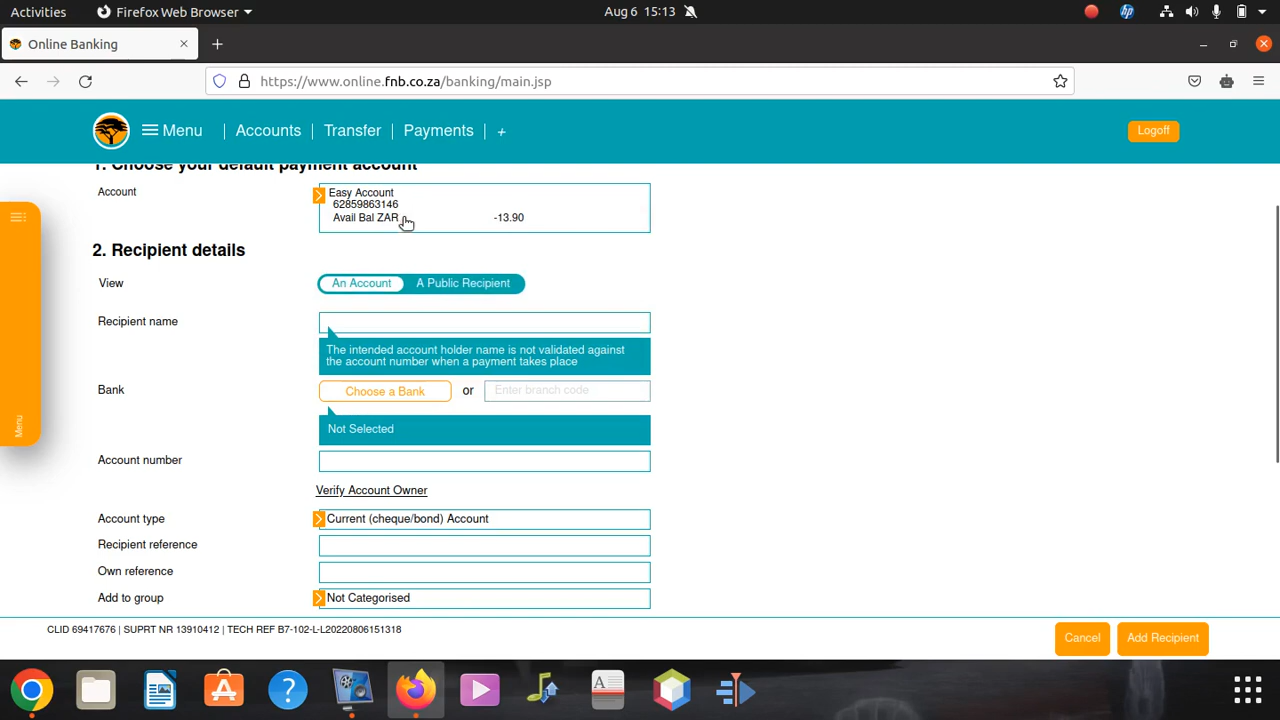 Activities Firefox Web Browser Aug 6 15:13
Online Banking
https://www.online.fnb.co.za/banking/main.jsp
Menu Accounts Transfer Payments + Logoff
1. Choose your default payment account
Account
Easy Account
62859863146
Avail Bal ZAR -13.90
2. Recipient details
View An Account A Public Recipient
Recipient name
The intended account holder name is not validated against
the account number when a payment takes place
Bank Choose a Bank or Enter branch code
Not Selected
Menu
Account number
Verify Account Owner
Account type Current (cheque/bond) Account
Recipient reference
Own reference
Add to group Not Categorised
CLID 69417676 | SUPRT NR 13910412 | TECH REF B7-102-L-L20220806151318
Cancel Add Recipient